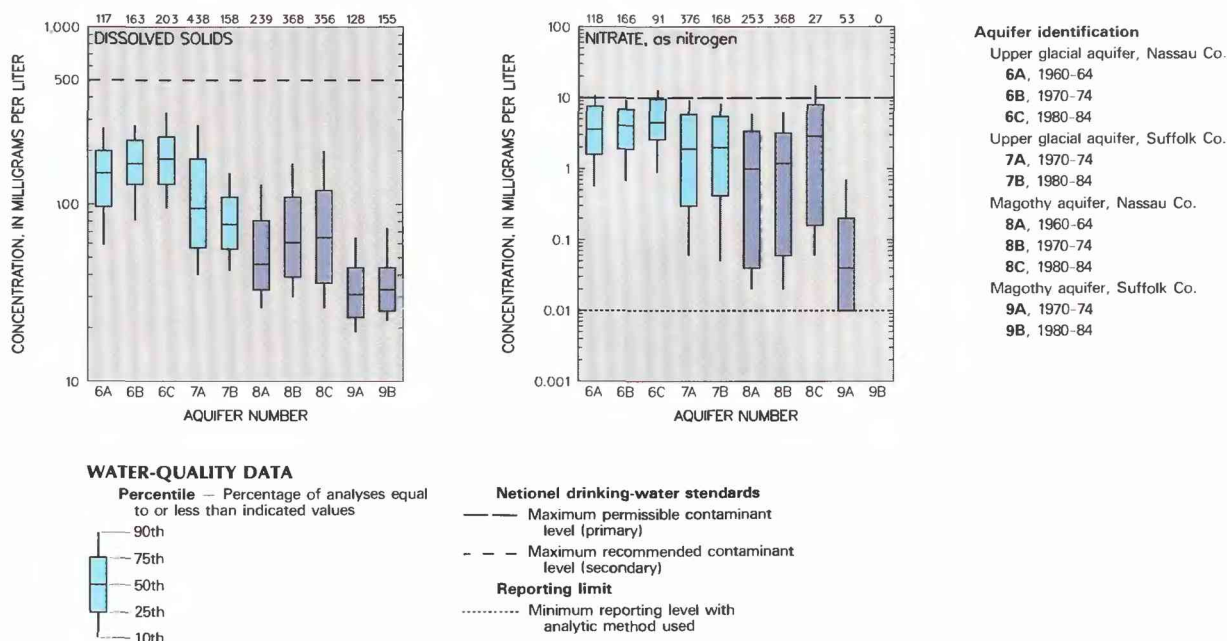 117 163 203 438 158 239 368 356 128 155
DISSOLVED SOLIDS
1,000
500
100
10
CONCENTRATION, IN MILLIGRAMS PER LITER
6A 6B 6C 7A 7B 8A 8B 8C 9A 9B
AQUIFER NUMBER
118 166 91 376 168 253 368 27 53 0
NITRATE, as nitrogen
100
10
1
0.1
0.01
0.001
CONCENTRATION, IN MILLIGRAMS PER LITER
6A 6B 6C 7A 7B 8A 8B 8C 9A 9B
AQUIFER NUMBER
Aquifer identification
Upper glacial aquifer, Nassau Co.
6A, 1960-64
6B, 1970-74
6C, 1980-84
Upper glacial aquifer, Suffolk Co.
7A, 1970-74
7B, 1980-84
Magothy aquifer, Nassau Co.
8A, 1960-64
8B, 1970-74
8C, 1980-84
Magothy aquifer, Suffolk Co.
9A, 1970-74
9B, 1980-84
WATER-QUALITY DATA
Percentile — Percentage of analyses equal
to or less than indicated values
90th
75th
50th
25th
10th
Netionel drinking-water stendards
Maximum permissible contaminant
level (primary)
Maximum recommended contaminant
level (secondary)
Reporting limit
Minimum reporting level with
analytic method used